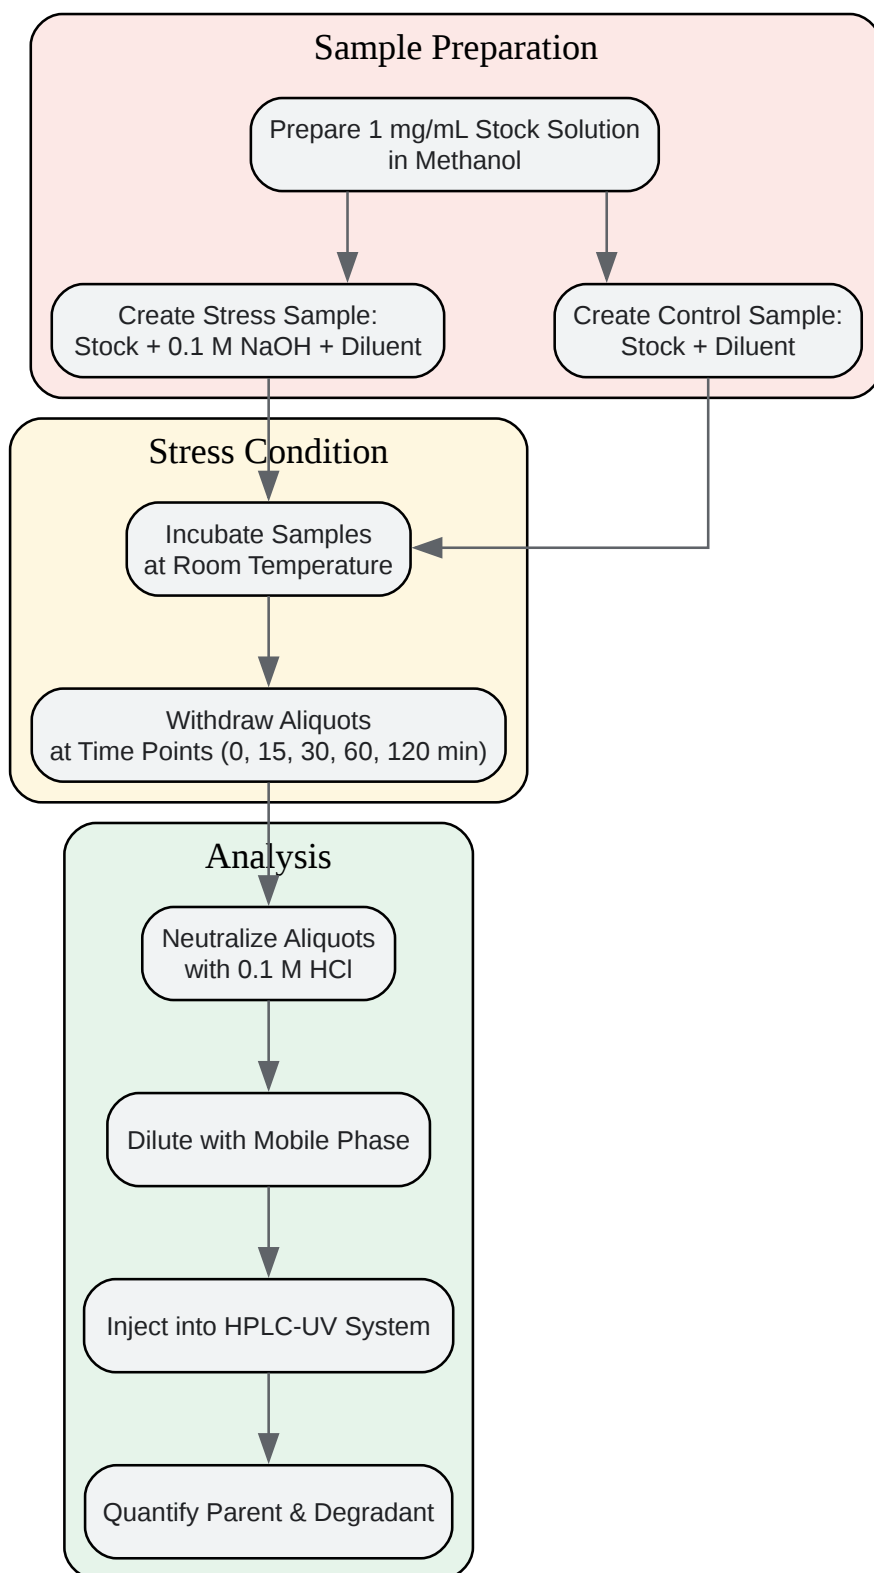 Sample Preparation
Prepare 1 mg/mL Stock Solution
in Methanol
Create Stress Sample:
Stock + 0.1 M NaOH + Diluent
Create Control Sample:
Stock + Diluent
Stress Condition
Incubate Samples
at Room Temperature
Withdraw Aliquots
at Time Points (0, 15, 30, 60, 120 min)
Analysis
Neutralize Aliquots
with 0.1 M HCl
Dilute with Mobile Phase
Inject into HPLC-UV System
Quantify Parent & Degradant